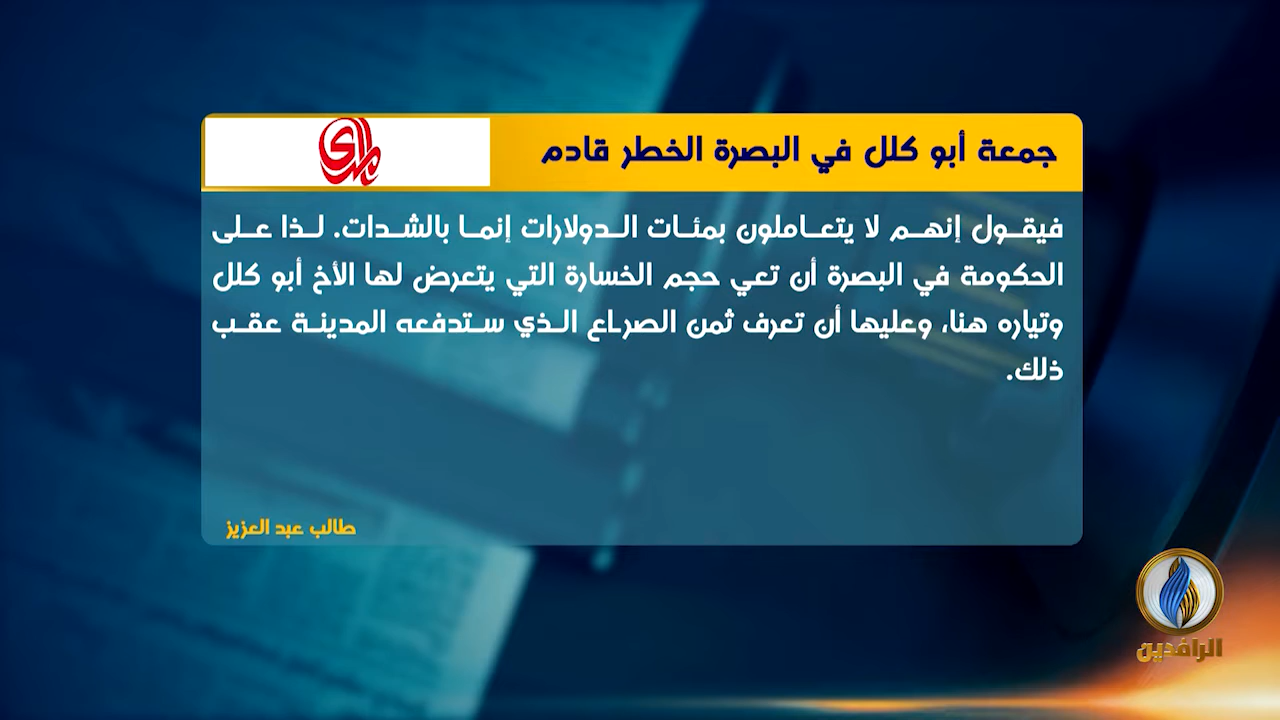 جمعة أبو كلل في البصرة الخطر قادم
المدى
فيقول إنهم لا يتعاملون بمئات الدولارات إنما بالشدات. لذا على
الحكومة في البصرة أن تعي حجم الخسارة التي يتعرض لها الأخ أبو كلل
وتياره هنا، وعليها أن تعرف ثمن الصراع الذي ستدفعه المدينة عقب
ذلك.
طالب عبد العزيز
الرافدين